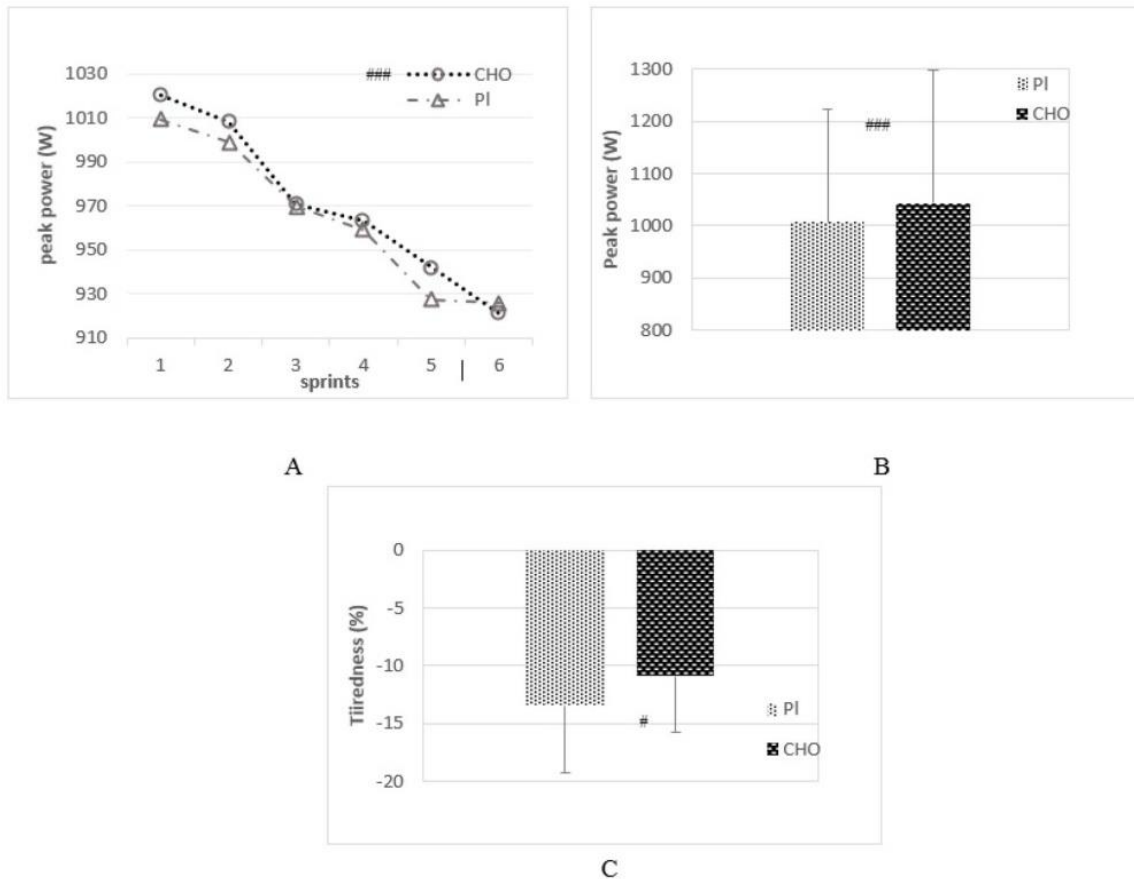 1030
1010
990
970
950
930
910
peak power (W)
### CHO
Pl
1 2 3 4 5 | 6
sprints
1300
1200
1100
1000
900
800
Peak power (W)
Pl
CHO
###
A
B
0
-5
-10
-15
-20
Tiiredness (%)
#
Pl
CHO
C